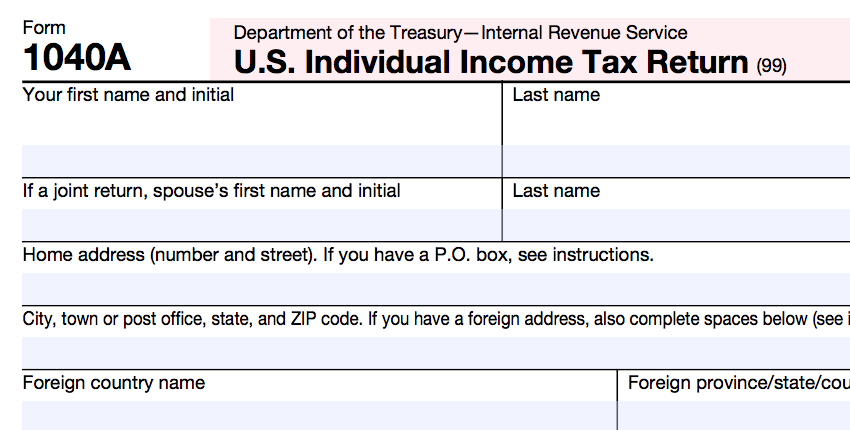 Form
1040A
Department of the Treasury—Internal Revenue Service
U.S. Individual Income Tax Return (99)
Your first name and initial
Last name
If a joint return, spouse's first name and initial
Last name
Home address (number and street). If you have a P.O. box, see instructions.
City, town or post office, state, and ZIP code. If you have a foreign address, also complete spaces below (see
Foreign country name
Foreign province/state/cou